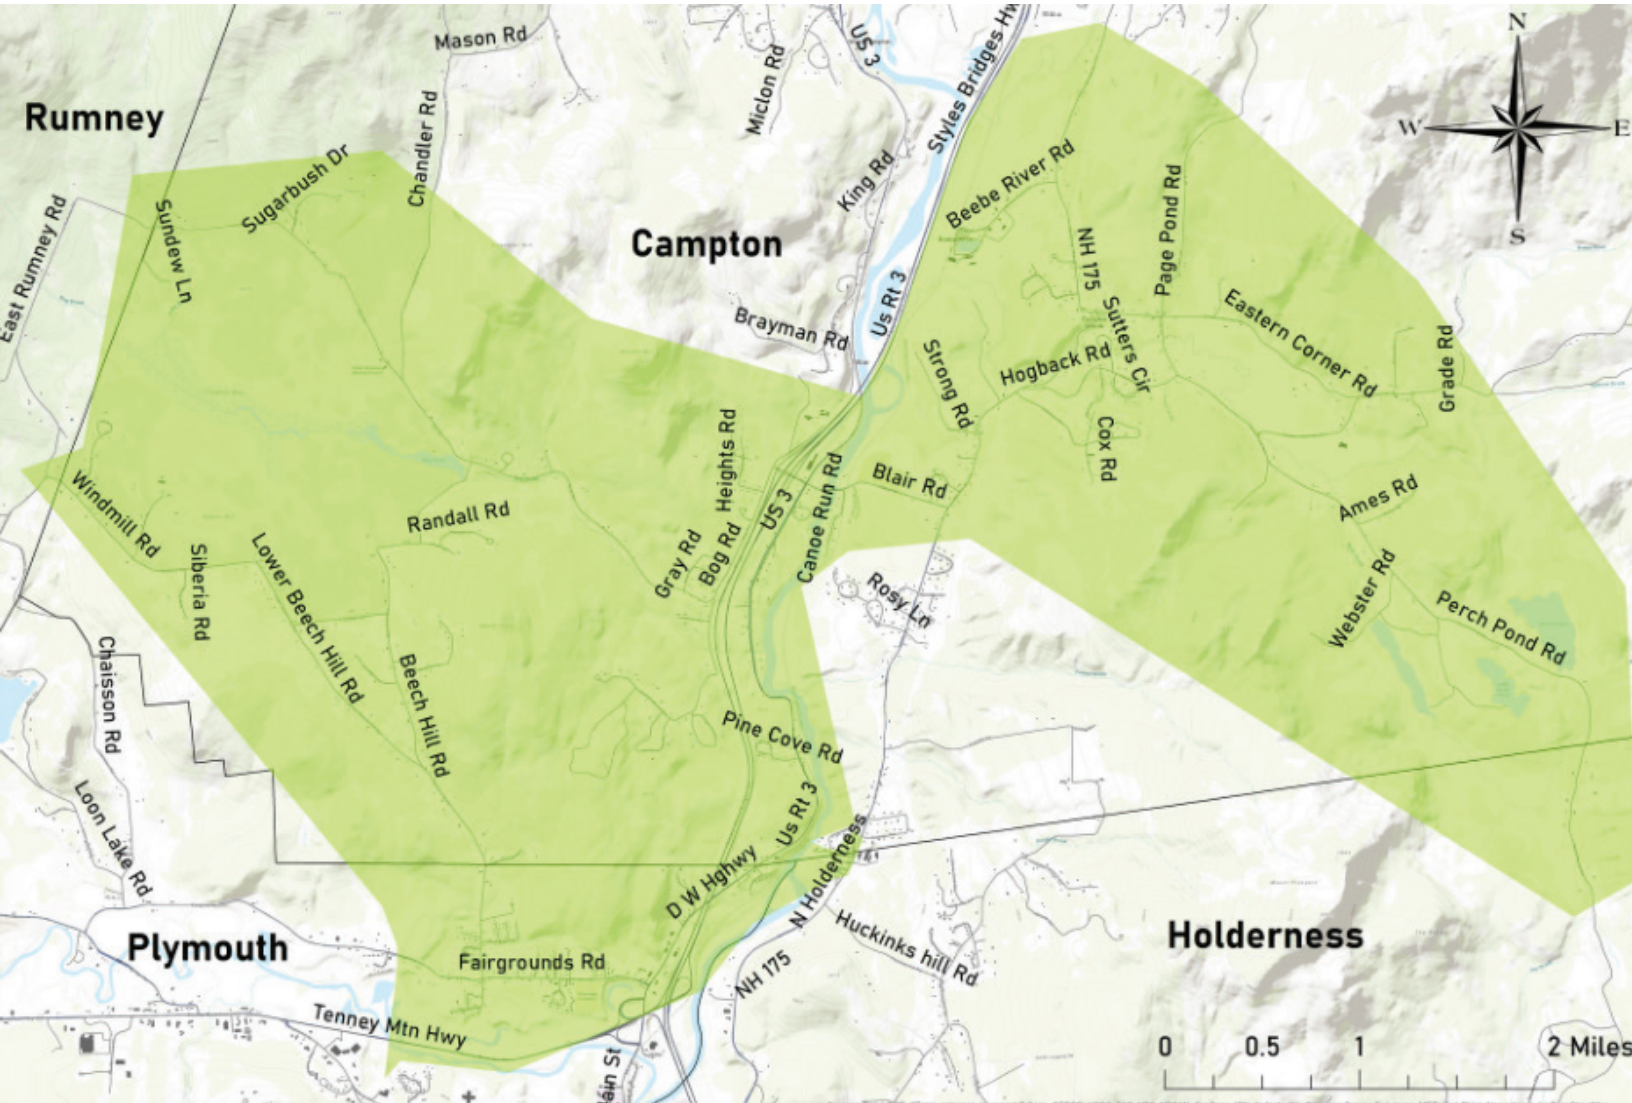 N
W
E
S
Mason Rd
US 3
Styles Bridges Hw
Miclon Rd
Rumney
Chandler Rd
Sugarbush Dr
King Rd
Beebe River Rd
East Rumney Rd
Sundew Ln
Campton
NH 175
Page Pond Rd
Us Rt 3
Brayman Rd
Sutters Cir
Eastern Corner Rd
Strong Rd
Hogback Rd
Grade Rd
Heights Rd
Cox Rd
Windmill Rd
Randall Rd
US 3
Canoe Run Rd
Blair Rd
Ames Rd
Siberia Rd
Lower Beech Hill Rd
Gray Rd
Bog Rd
Rosy Ln
Webster Rd
Perch Pond Rd
Chaisson Rd
Beech Hill Rd
Pine Cove Rd
Loon Lake Rd
Us Rt 3
D W Hghwy
N Holderness
Plymouth
Fairgrounds Rd
Huckinks hill Rd
NH 175
Holderness
Tenney Mtn Hwy
ain St
0 0.5 1 2 Miles